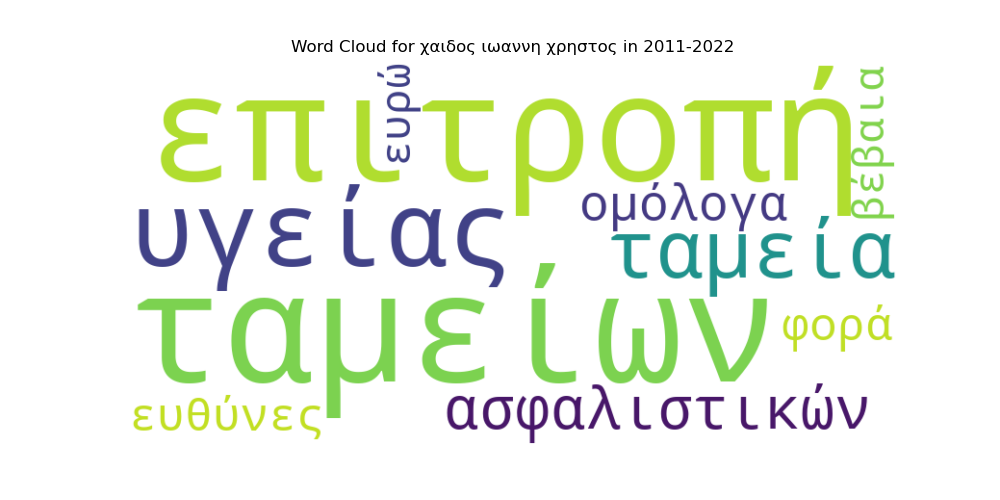 Word Cloud for χαιδος ιωαννη χρηστος in 2011-2022
επιτροπή
ευρώ
βέβαια
υγείας
ομόλογα
ταμεία
ταμείων
φορά
ευθύνες
ασφαλιστικών